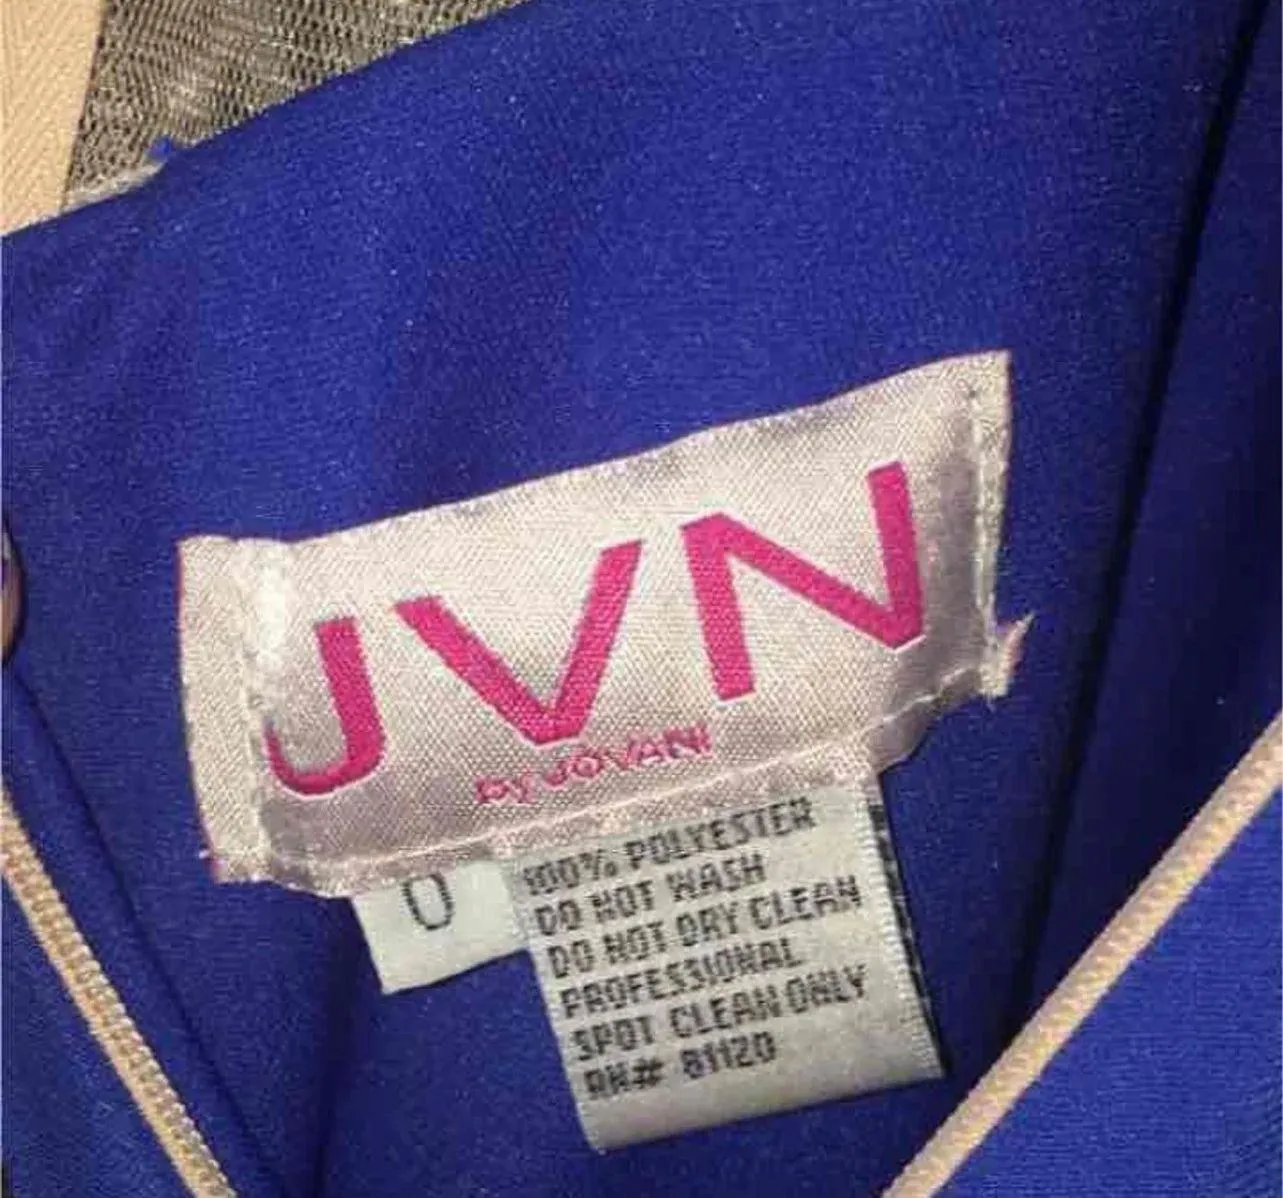 JVN
by JOVANI
0
100% POLYESTER
DO NOT WASH
DO NOT DRY CLEAN
PROFESSIONAL
SPOT CLEAN ONLY
RN# 81120